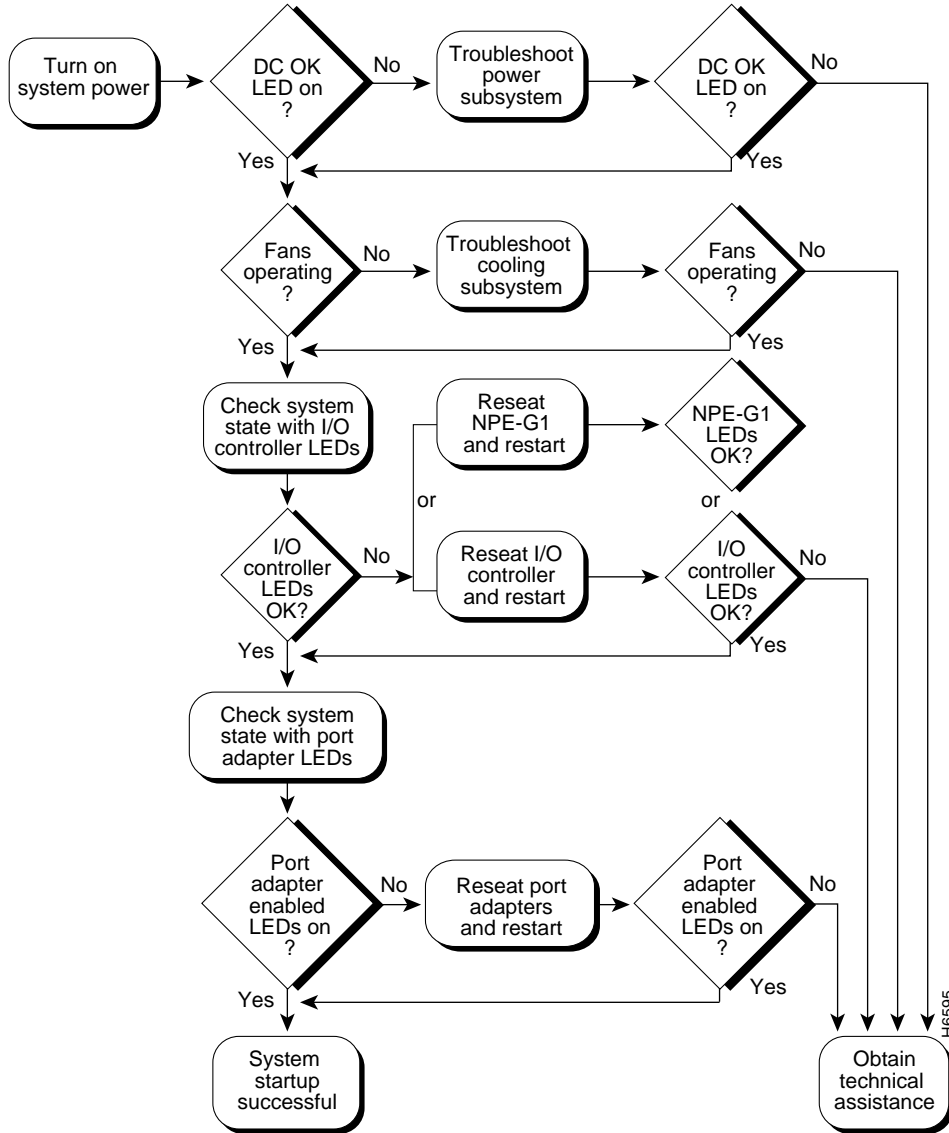 Turn on
system power
DC OK
LED on
?
No
Troubleshoot
power
subsystem
DC OK
LED on
?
No
Yes
Yes
Fans
operating
?
No
Troubleshoot
cooling
subsystem
Fans
operating
?
No
Yes
Yes
Check system
state with I/O
controller LEDs
Reseat
NPE-G1
and restart
NPE-G1
LEDs
OK?
or
or
I/O
controller
LEDs
OK?
No
Reseat I/O
controller
and restart
I/O
controller
LEDs
OK?
No
Yes
Yes
Check system
state with port
adapter LEDs
Port
adapter
enabled
LEDs on
?
No
Reseat port
adapters
and restart
Port
adapter
enabled
LEDs on
?
No
Yes
Yes
System
startup
successful
Obtain
technical
assistance
H6595